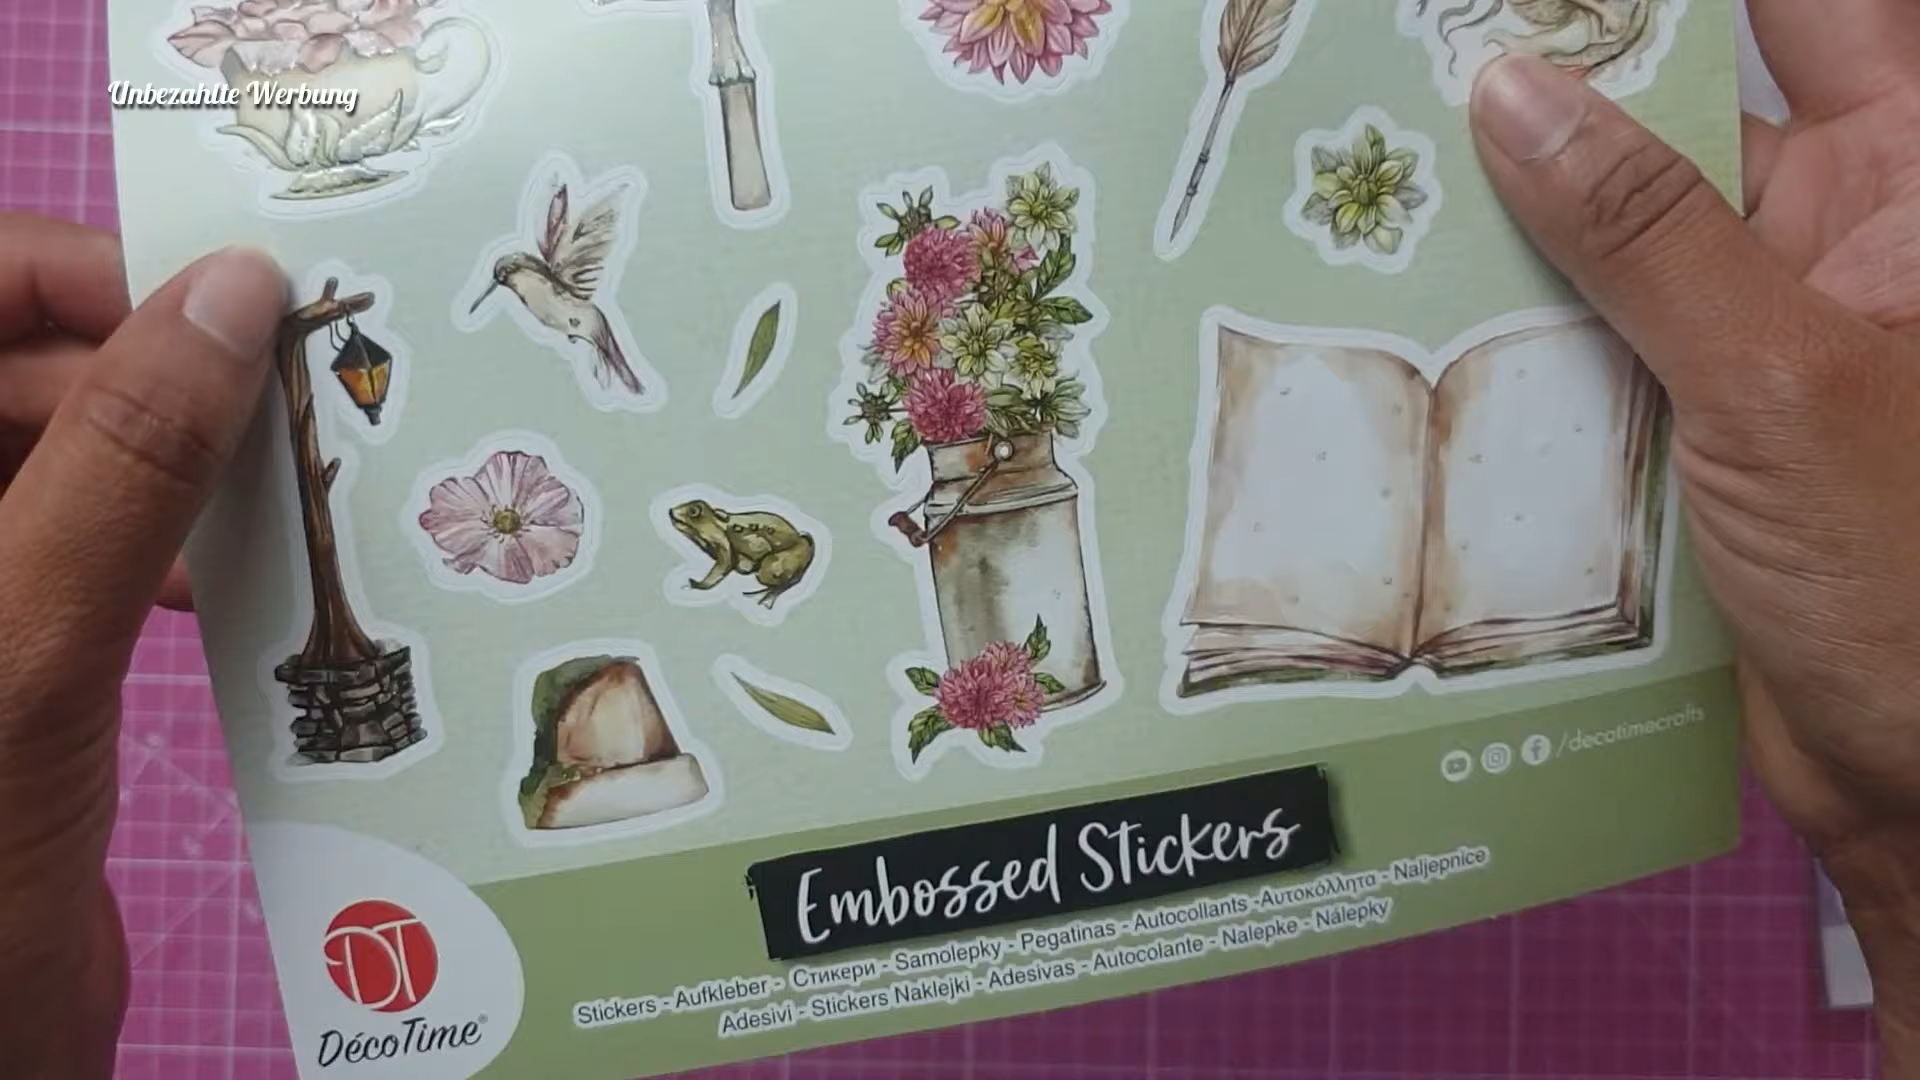 Unbezahlte Werbung
/decotimecrafts
Embossed Stickers
Stickers - Aufkleber - Стикери - Samolepky - Pegatinas - Autocollants -Αυτοκόλλητα - Naljepnice
Adesivi - Stickers Naklejki - Adesivas - Autocolante - Nalepke - Nálepky
DT
DécoTime®